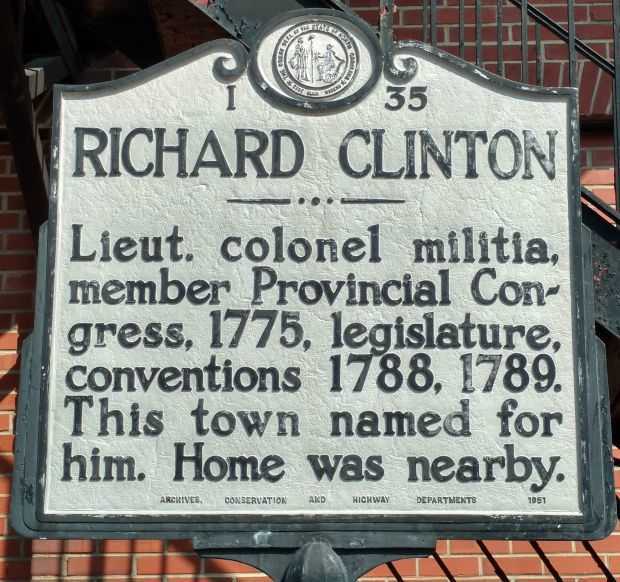 I 35
RICHARD CLINTON
Lieut. colonel militia,
member Provincial Con-
gress, 1775, legislature,
conventions 1788, 1789.
This town named for
him. Home was nearby.
ARCHIVES, CONSERVATION AND HIGHWAY DEPARTMENTS 1951